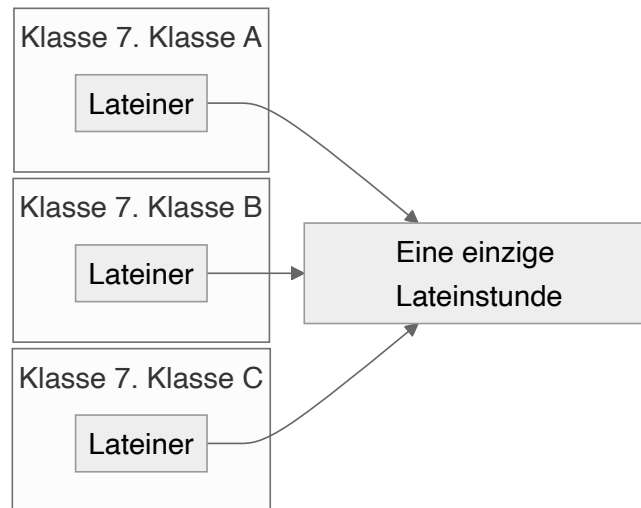 Klasse 7. Klasse A
Lateiner
Klasse 7. Klasse B
Lateiner
Eine einzige
Lateinstunde
Klasse 7. Klasse C
Lateiner